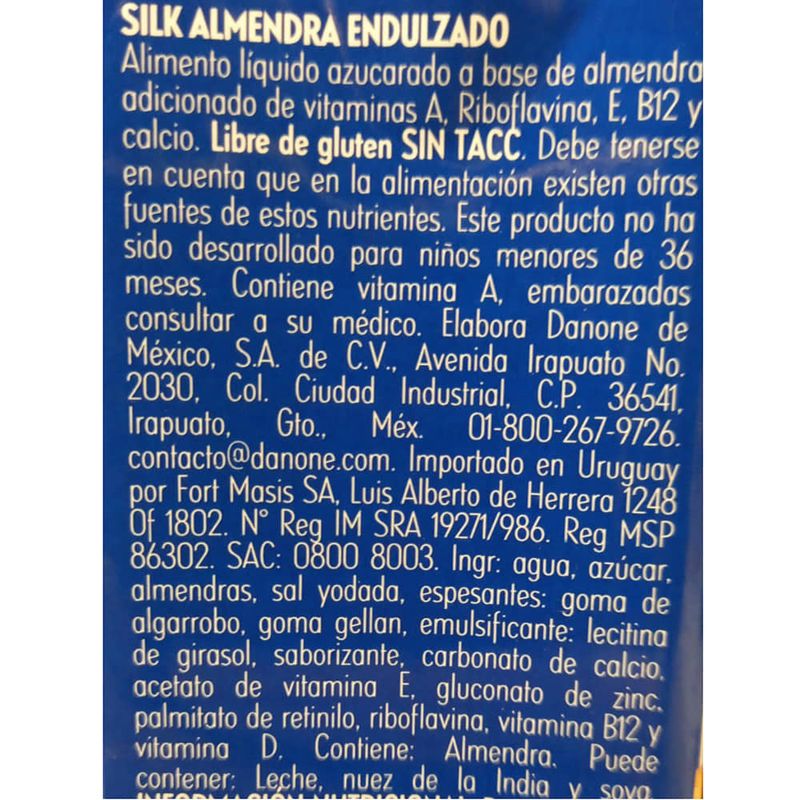 SILK ALMENDRA ENDULZADO
Alimento líquido azucarado a base de almendra
adicionado de vitaminas A, Riboflavina, E, B12 y
calcio. Libre de gluten SIN TACC. Debe tenerse
en cuenta que en la alimentación existen otras
fuentes de estos nutrientes. Este producto no ha
sido desarrollado para niños menores de 36
meses. Contiene vitamina A, embarazadas
consultar a su médico. Elabora Danone de
México, S.A. de C.V., Avenida Irapuato No.
2030, Col. Ciudad Industrial, C.P. 36541,
Irapuato, Gto., Méx. 01-800-267-9726.
contacto@danone.com. Importado en Uruguay
por Fort Masis SA, Luis Alberto de Herrera 1248
Of 1802. N° Reg IM SRA 19271/986. Reg MSP
86302. SAC: 0800 8003. Ingr: agua, azúcar,
almendras, sal yodada, espesantes: goma de
algarrobo, goma gellan, emulsificante: lecitina
de girasol, saborizante, carbonato de calcio,
acetato de vitamina E, gluconato de zinc,
palmitato de retinilo, riboflavina, vitamina B12 y
vitamina D. Contiene: Almendra. Puede
contener: Leche, nuez de la India y soya.
INFORMACIÓN NUTRICIONAL